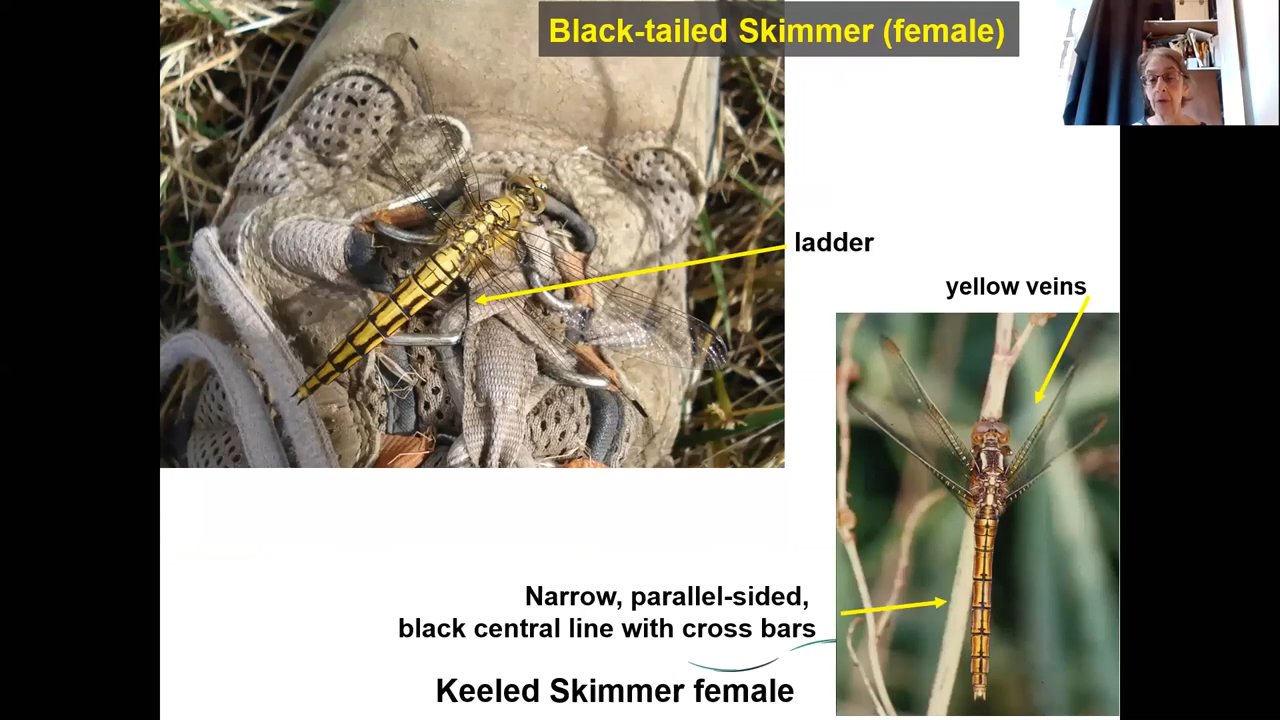 Black-tailed Skimmer (female)
ladder
yellow veins
Narrow, parallel-sided,
black central line with cross bars
Keeled Skimmer female